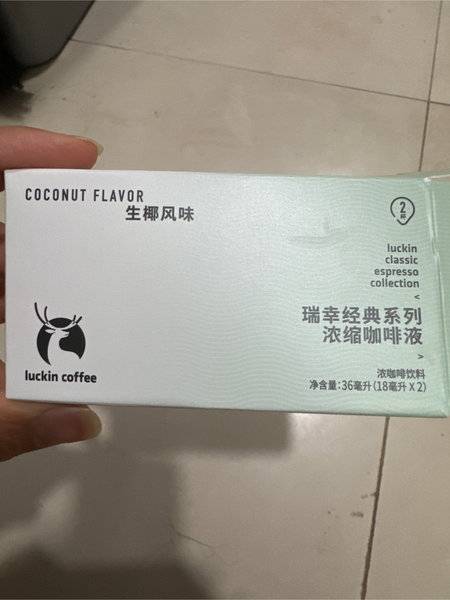 COCONUT FLAVOR
生椰风味
2
杯
luckin
classic
espresso
collection
<
瑞幸经典系列
浓缩咖啡液
>
luckin coffee
浓咖啡饮料
净含量:36毫升(18毫升X2)